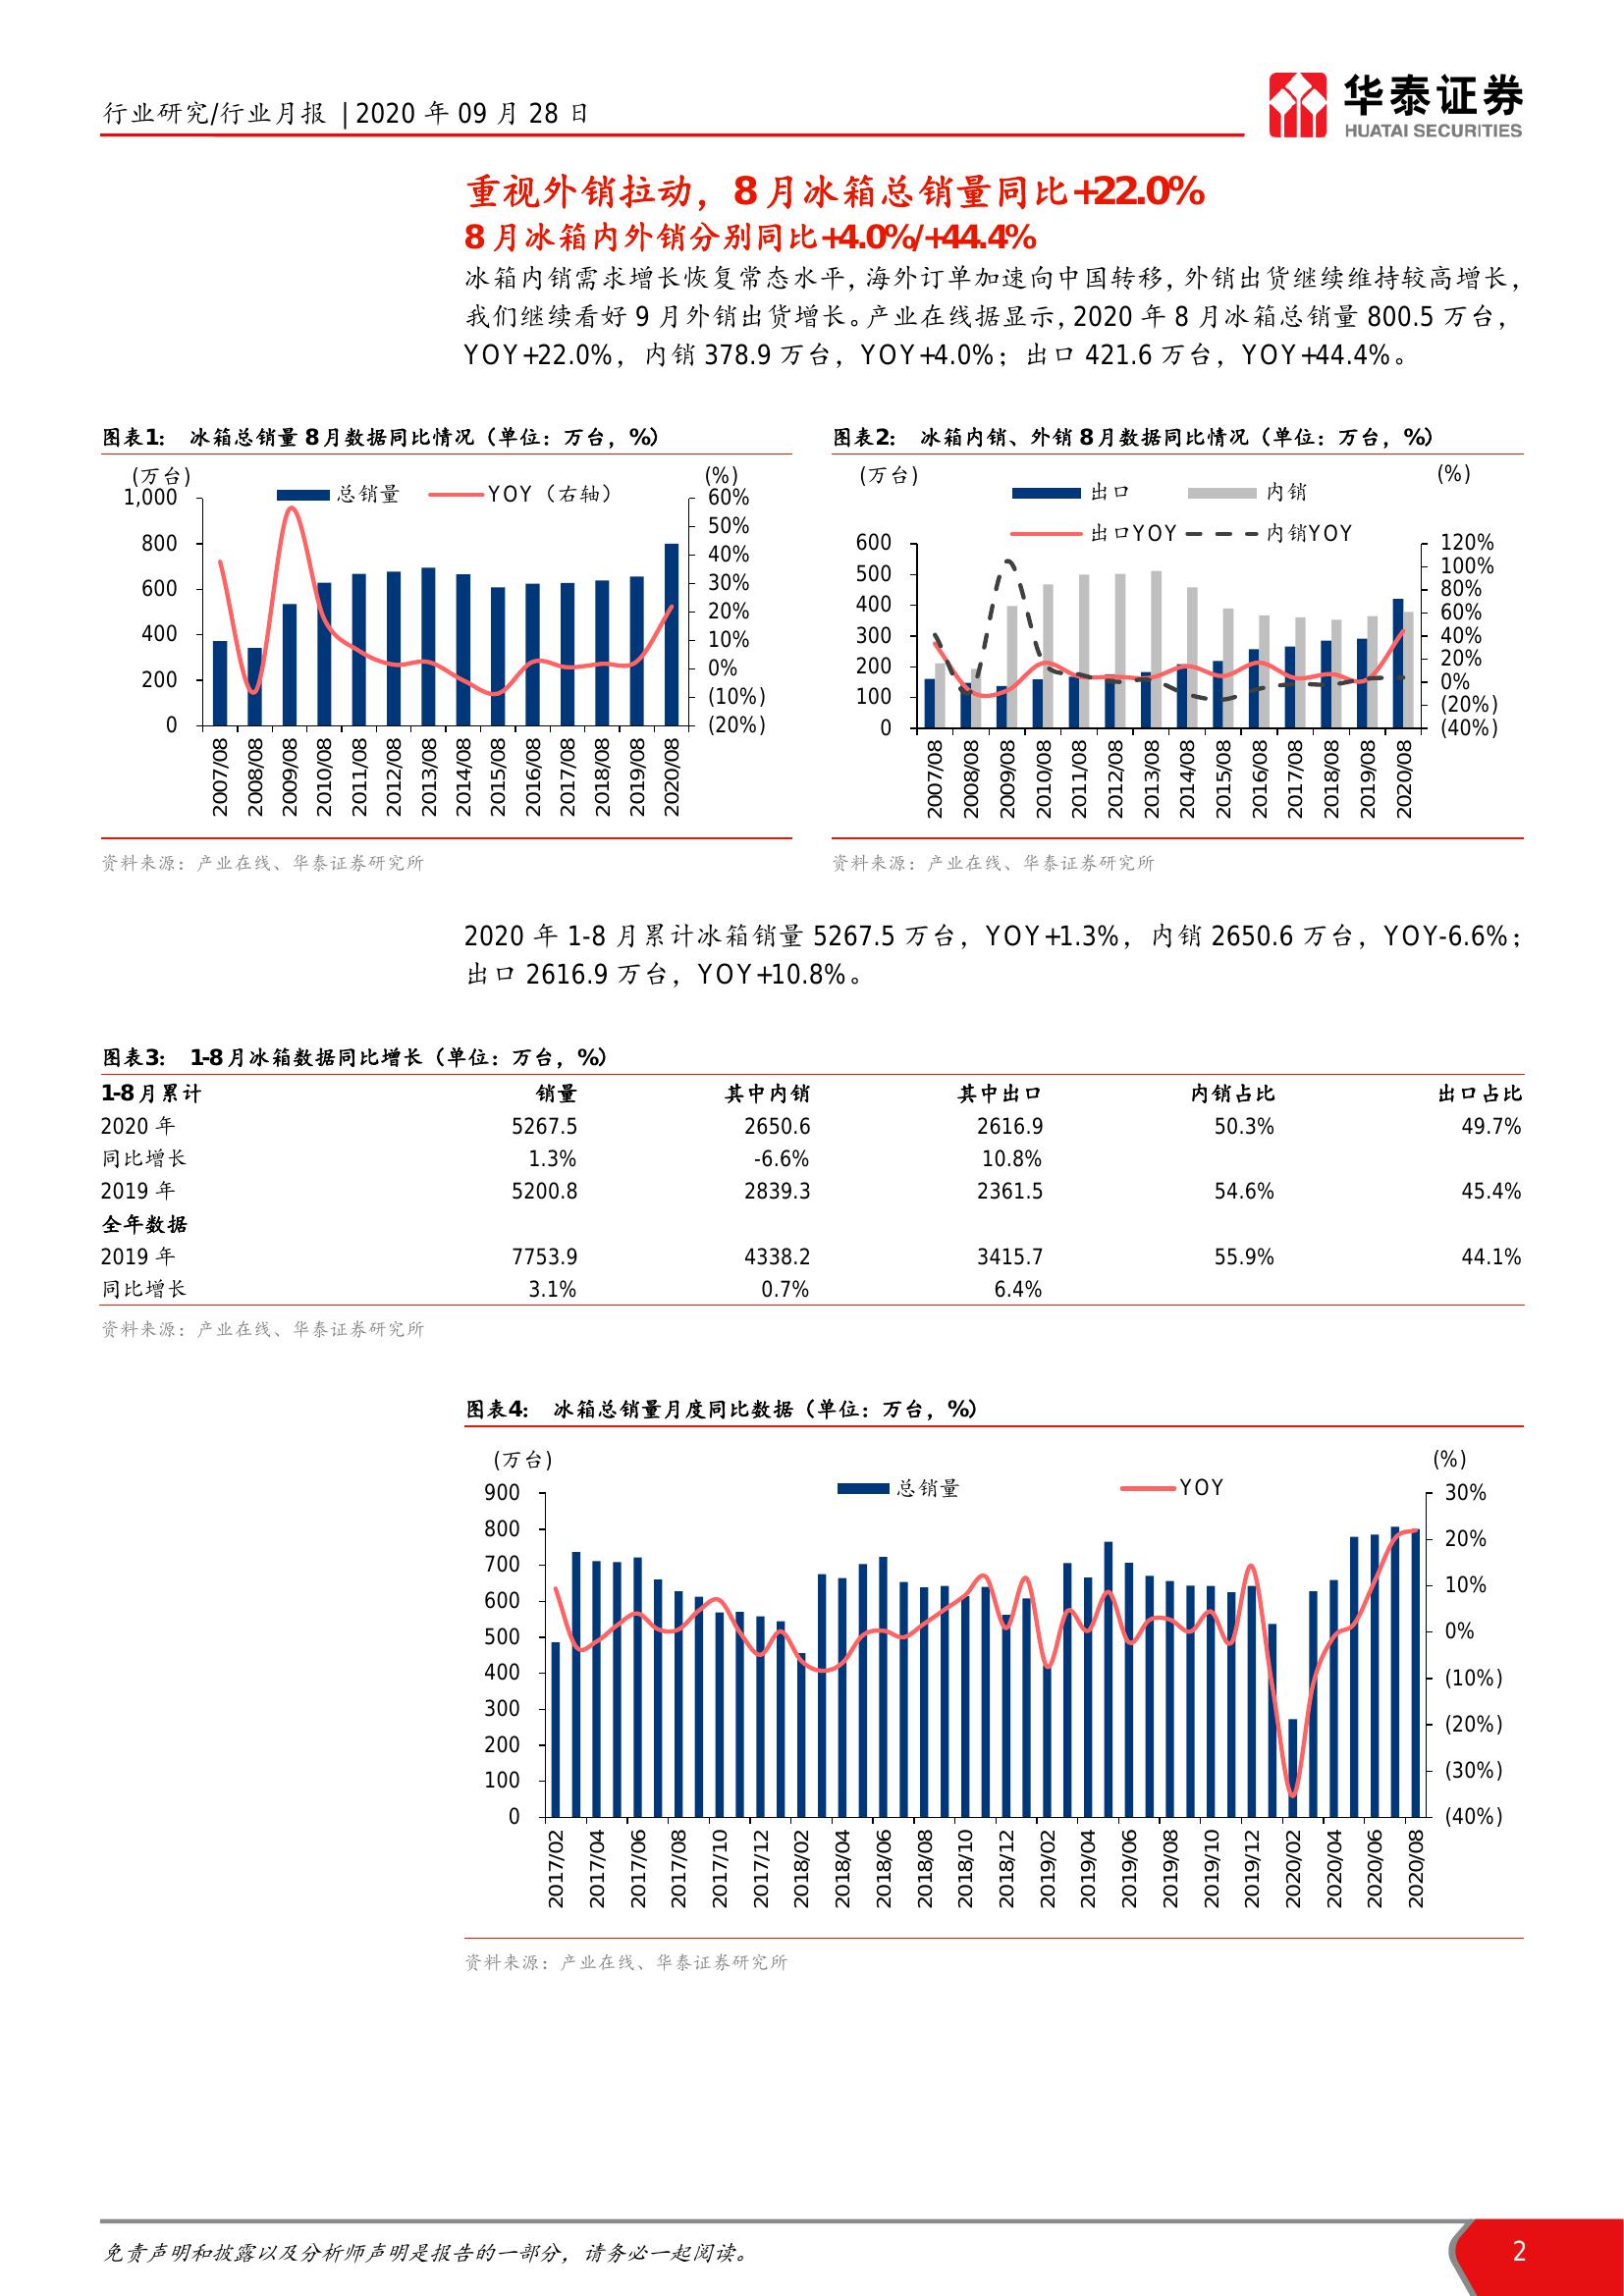 行业研究/行业月报 | 2020 年 09 月 28 日
华泰证券
HUATAI SECURITIES
重视外销拉动，8 月冰箱总销量同比+22.0%
8 月冰箱内外销分别同比+4.0%/+44.4%
冰箱内销需求增长恢复常态水平，海外订单加速向中国转移，外销出货继续维持较高增长，
我们继续看好 9 月外销出货增长。产业在线据显示，2020 年 8 月冰箱总销量 800.5 万台，
YOY+22.0%，内销 378.9 万台，YOY+4.0%；出口 421.6 万台，YOY+44.4%。
图表1： 冰箱总销量 8 月数据同比情况（单位：万台，%）
(万台) (%)
总销量 YOY（右轴）
1,000
800
600
400
200
0
60%
50%
40%
30%
20%
10%
0%
(10%)
(20%)
2007/08 2008/08 2009/08 2010/08 2011/08 2012/08 2013/08 2014/08 2015/08 2016/08 2017/08 2018/08 2019/08 2020/08
资料来源：产业在线、华泰证券研究所
图表2： 冰箱内销、外销 8 月数据同比情况（单位：万台，%）
(万台) (%)
出口 内销
出口YOY 内销YOY
600
500
400
300
200
100
0
120%
100%
80%
60%
40%
20%
0%
(20%)
(40%)
2007/08 2008/08 2009/08 2010/08 2011/08 2012/08 2013/08 2014/08 2015/08 2016/08 2017/08 2018/08 2019/08 2020/08
资料来源：产业在线、华泰证券研究所
2020 年 1-8 月累计冰箱销量 5267.5 万台，YOY+1.3%，内销 2650.6 万台，YOY-6.6%；
出口 2616.9 万台，YOY+10.8%。
图表3： 1-8 月冰箱数据同比增长（单位：万台，%）
1-8 月累计 销量 其中内销 其中出口 内销占比 出口占比
2020 年 5267.5 2650.6 2616.9 50.3% 49.7%
同比增长 1.3% -6.6% 10.8%
2019 年 5200.8 2839.3 2361.5 54.6% 45.4%
全年数据
2019 年 7753.9 4338.2 3415.7 55.9% 44.1%
同比增长 3.1% 0.7% 6.4%
资料来源：产业在线、华泰证券研究所
图表4： 冰箱总销量月度同比数据（单位：万台，%）
(万台) (%)
总销量 YOY
900
800
700
600
500
400
300
200
100
0
30%
20%
10%
0%
(10%)
(20%)
(30%)
(40%)
2017/02 2017/04 2017/06 2017/08 2017/10 2017/12 2018/02 2018/04 2018/06 2018/08 2018/10 2018/12 2019/02 2019/04 2019/06 2019/08 2019/10 2019/12 2020/02 2020/04 2020/06 2020/08
资料来源：产业在线、华泰证券研究所
免责声明和披露以及分析师声明是报告的一部分，请务必一起阅读。
2